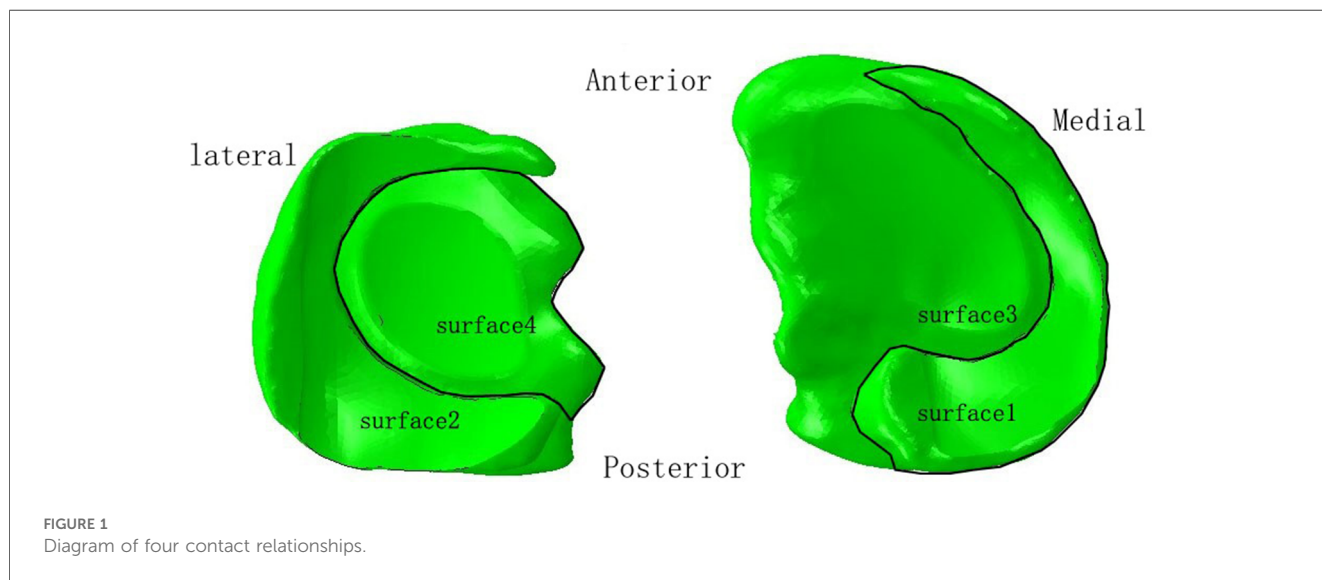 Anterior
Medial
lateral
surface3
surface4
surface1
surface2
Posterior
FIGURE 1
Diagram of four contact relationships.